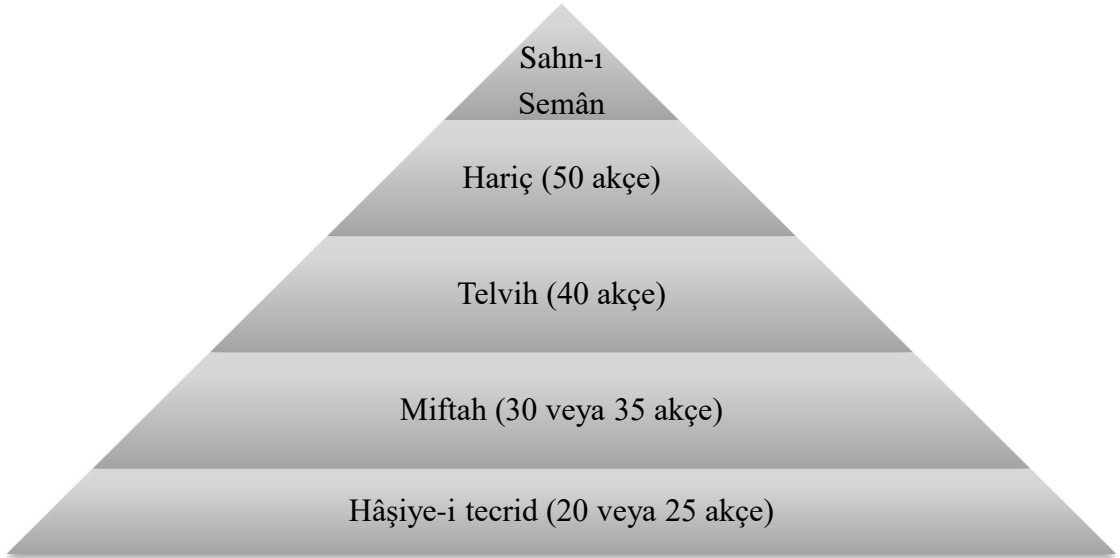 Sahn-ı
Semân
Hariç (50 akçe)
Telvih (40 akçe)
Miftah (30 veya 35 akçe)
Hâşiye-i tecrid (20 veya 25 akçe)